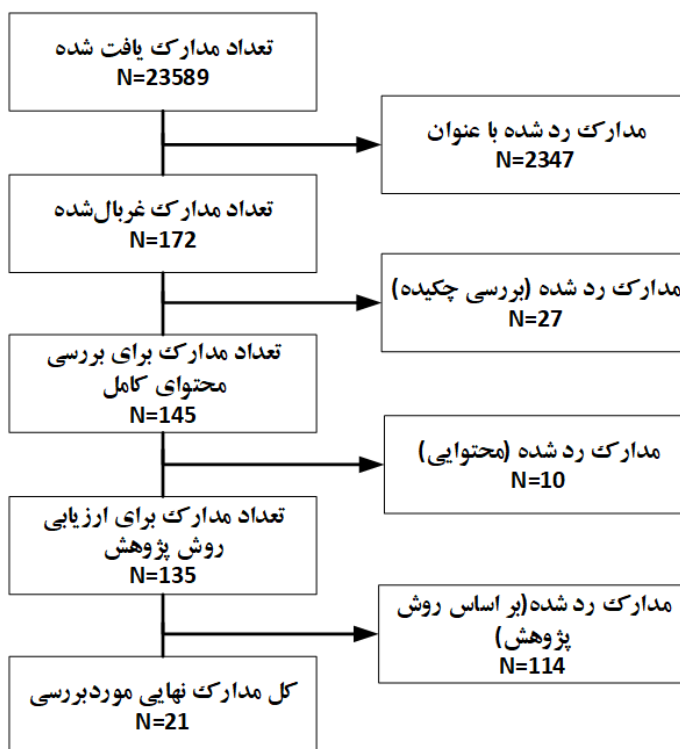 تعداد مدارک یافت شده
N=23589
مدارک رد شده با عنوان
N=2347
تعداد مدارک غربال‌شده
N=172
مدارک رد شده (بررسی چکیده)
N=27
تعداد مدارک برای بررسی
محتوای کامل
N=145
مدارک رد شده (محتوایی)
N=10
تعداد مدارک برای ارزیابی
روش پژوهش
N=135
مدارک رد شده(بر اساس روش
پژوهش)
N=114
کل مدارک نهایی موردبررسی
N=21